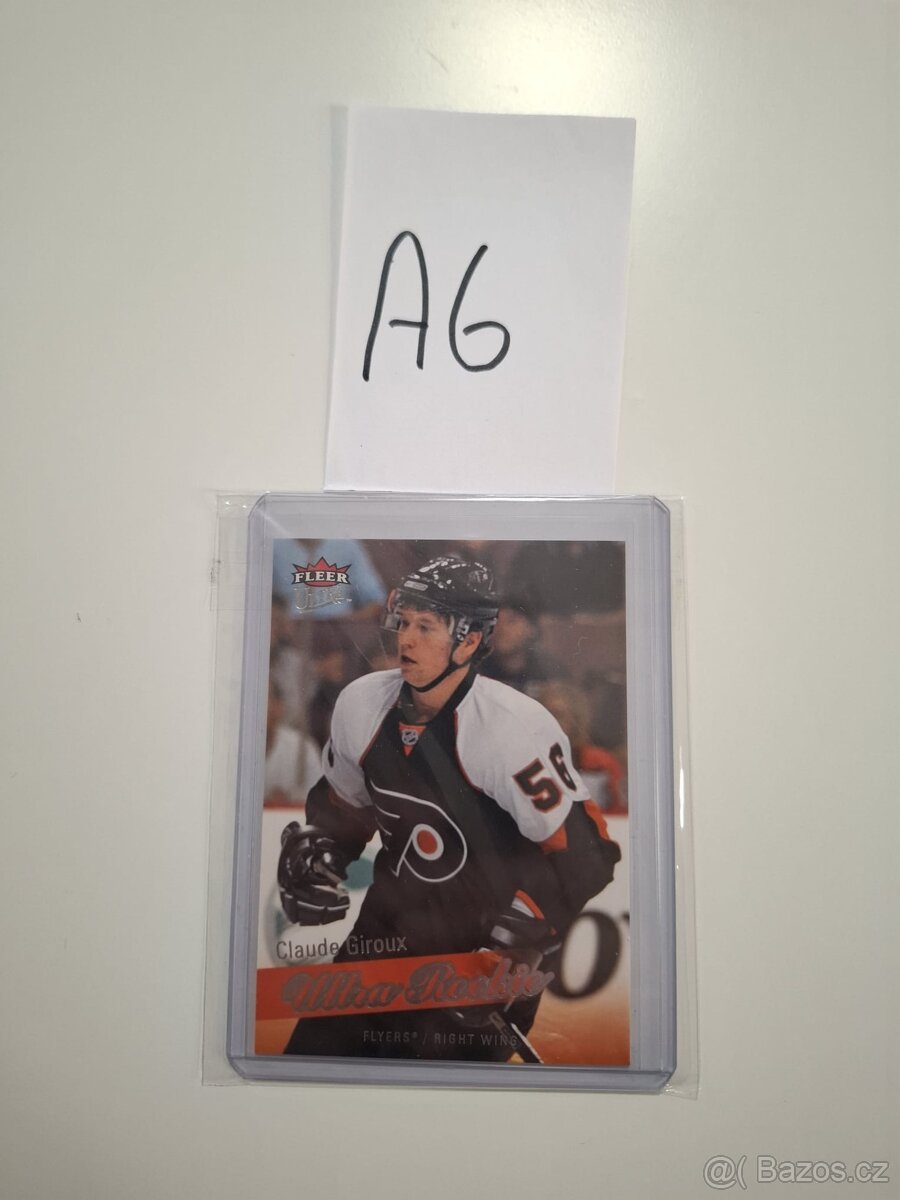 A6
FLEER
ULTRA
56
Claude Giroux
Ultra Rookie
FLYERS® / RIGHT WING
@( Bazos.cz